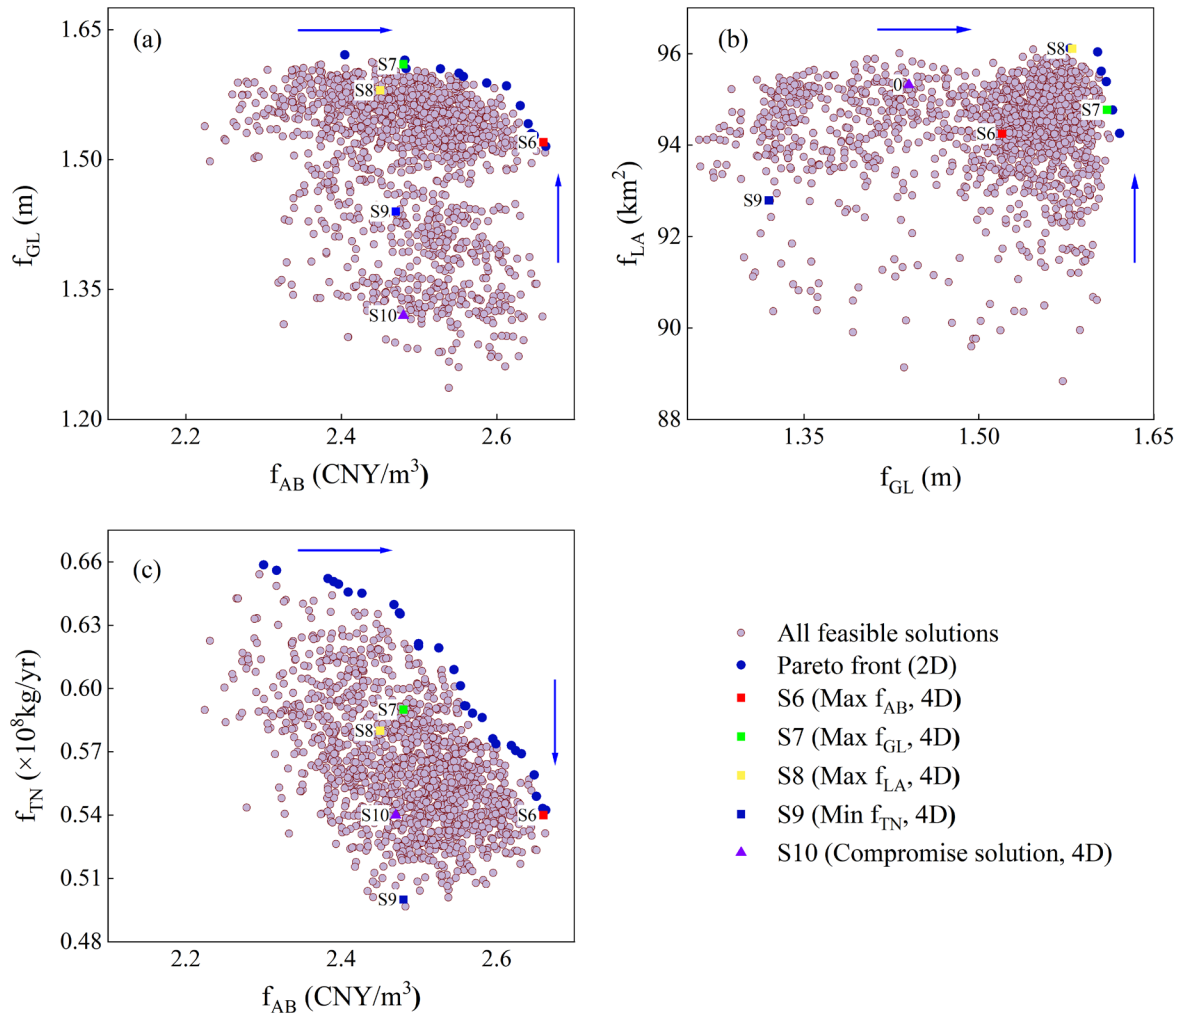 (a)
1.65
1.50
1.35
1.20
f_GL (m)
S7
S8
S6
S9
S10
2.2 2.4 2.6
f_AB (CNY/m³)
(b)
96
94
92
90
88
f_LA (km²)
S8
0
S7
S6
S9
1.35 1.50 1.65
f_GL (m)
(c)
0.66
0.63
0.60
0.57
0.54
0.51
0.48
f_TN (×10⁸kg/yr)
S7
S8
S10
S6
S9
2.2 2.4 2.6
f_AB (CNY/m³)
All feasible solutions
Pareto front (2D)
S6 (Max f_AB, 4D)
S7 (Max f_GL, 4D)
S8 (Max f_LA, 4D)
S9 (Min f_TN, 4D)
S10 (Compromise solution, 4D)